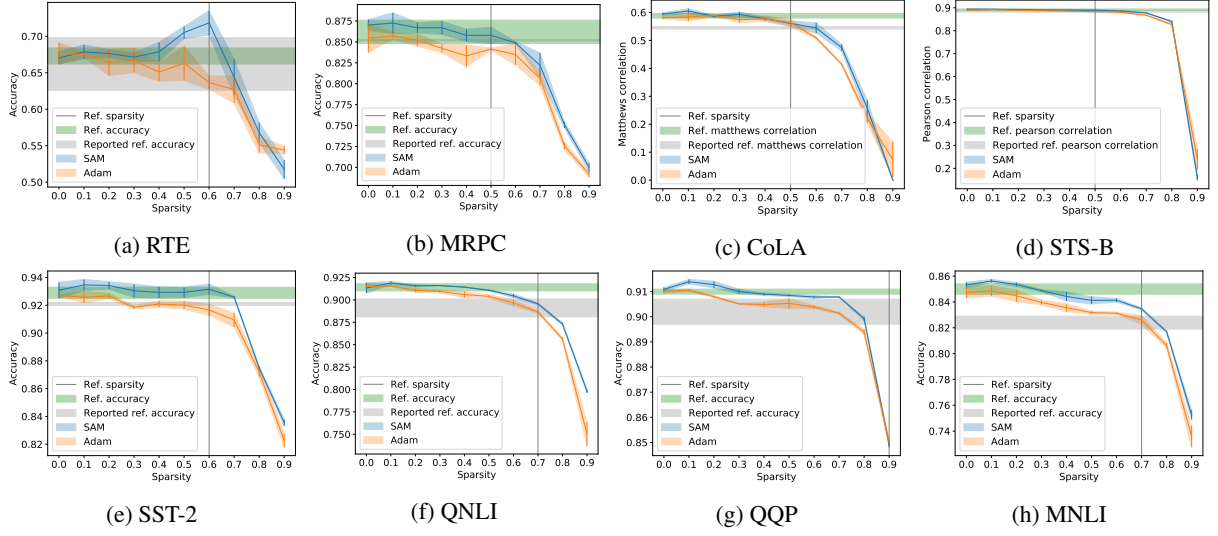 0.70
0.65
0.60
0.55
0.50
Accuracy
Ref. sparsity
Ref. accuracy
Reported ref. accuracy
SAM
Adam
0.0 0.1 0.2 0.3 0.4 0.5 0.6 0.7 0.8 0.9
Sparsity
(a) RTE
0.875
0.850
0.825
0.800
0.775
0.750
0.725
0.700
Accuracy
Ref. sparsity
Ref. accuracy
Reported ref. accuracy
SAM
Adam
0.0 0.1 0.2 0.3 0.4 0.5 0.6 0.7 0.8 0.9
Sparsity
(b) MRPC
0.6
0.5
0.4
0.3
0.2
0.1
0.0
Matthews correlation
Ref. sparsity
Ref. matthews correlation
Reported ref. matthews correlation
SAM
Adam
0.0 0.1 0.2 0.3 0.4 0.5 0.6 0.7 0.8 0.9
Sparsity
(c) CoLA
0.9
0.8
0.7
0.6
0.5
0.4
0.3
0.2
Pearson correlation
Ref. sparsity
Ref. pearson correlation
Reported ref. pearson correlation
SAM
Adam
0.0 0.1 0.2 0.3 0.4 0.5 0.6 0.7 0.8 0.9
Sparsity
(d) STS-B
0.94
0.92
0.90
0.88
0.86
0.84
0.82
Accuracy
Ref. sparsity
Ref. accuracy
Reported ref. accuracy
SAM
Adam
0.0 0.1 0.2 0.3 0.4 0.5 0.6 0.7 0.8 0.9
Sparsity
(e) SST-2
0.925
0.900
0.875
0.850
0.825
0.800
0.775
0.750
Accuracy
Ref. sparsity
Ref. accuracy
Reported ref. accuracy
SAM
Adam
0.0 0.1 0.2 0.3 0.4 0.5 0.6 0.7 0.8 0.9
Sparsity
(f) QNLI
0.91
0.90
0.89
0.88
0.87
0.86
0.85
Accuracy
Ref. sparsity
Ref. accuracy
Reported ref. accuracy
SAM
Adam
0.0 0.1 0.2 0.3 0.4 0.5 0.6 0.7 0.8 0.9
Sparsity
(g) QQP
0.86
0.84
0.82
0.80
0.78
0.76
0.74
Accuracy
Ref. sparsity
Ref. accuracy
Reported ref. accuracy
SAM
Adam
0.0 0.1 0.2 0.3 0.4 0.5 0.6 0.7 0.8 0.9
Sparsity
(h) MNLI